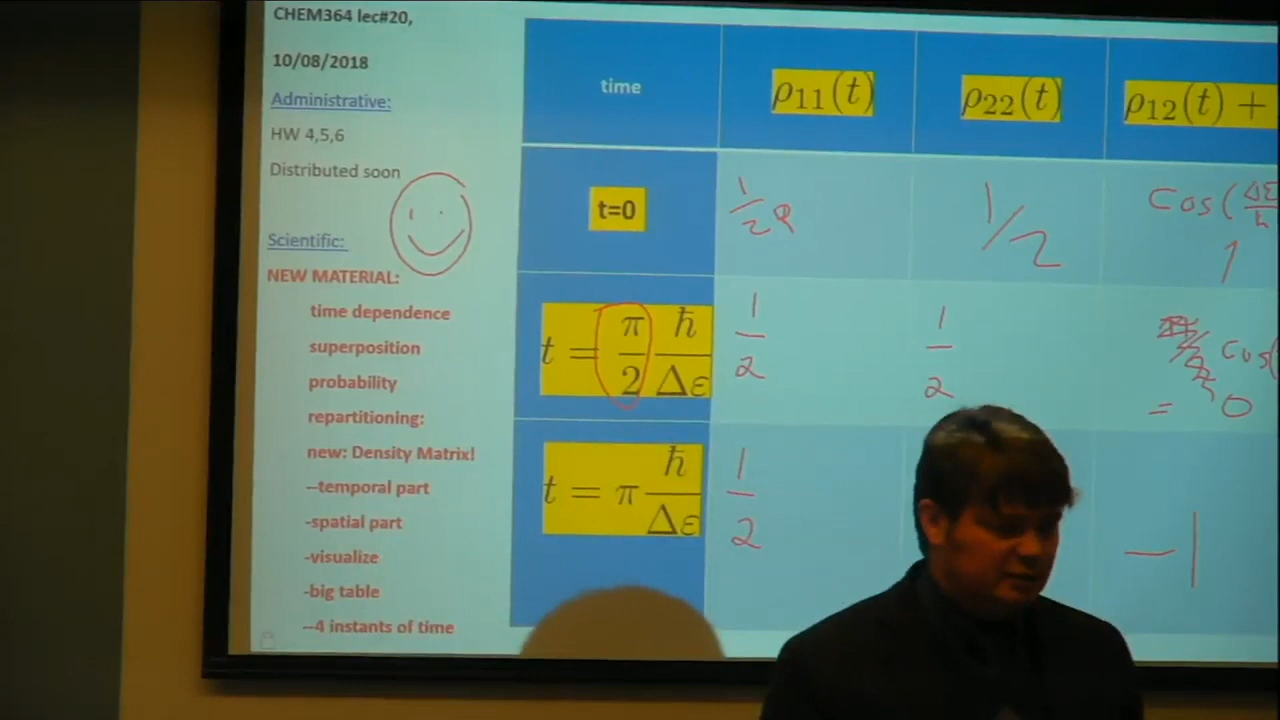 CHEM364 lec#20,
10/08/2018
Administrative:
HW 4,5,6
Distributed soon
Scientific:
NEW MATERIAL:
time dependence
superposition
probability
repartitioning:
new: Density Matrix!
--temporal part
-spatial part
-visualize
-big table
--4 instants of time
time
ρ₁₁(t)
ρ₂₂(t)
ρ₁₂(t) +
t=0
1/2
1/2
Cos(Δε/ħ
1
t = π/2 ħ/Δε
1/2
1/2
Cos(
= 0
t = π ħ/Δε
1/2
-1